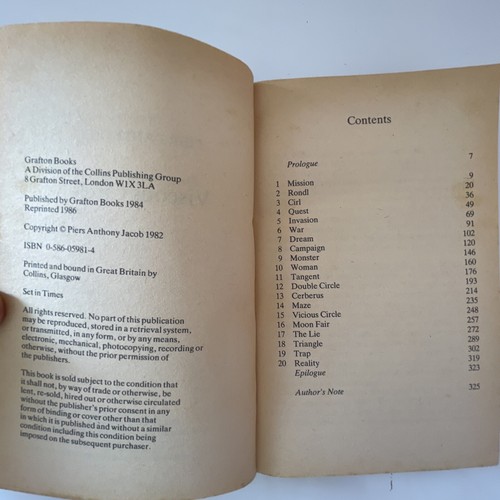 Grafton Books
A Division of the Collins Publishing Group
8 Grafton Street, London W1X 3LA
Published by Grafton Books 1984
Reprinted 1986
Copyright © Piers Anthony Jacob 1982
ISBN 0-586-05981-4
Printed and bound in Great Britain by
Collins, Glasgow
Set in Times
All rights reserved. No part of this publication
may be reproduced, stored in a retrieval system,
or transmitted, in any form, or by any means,
electronic, mechanical, photocopying, recording or
otherwise, without the prior permission of
the publishers.
This book is sold subject to the condition that
it shall not, by way of trade or otherwise, be
lent, re-sold, hired out or otherwise circulated
without the publisher's prior consent in any
form of binding or cover other than that
in which it is published and without a similar
condition including this condition being
imposed on the subsequent purchaser.
Contents
Prologue 7
1 Mission 9
2 Rondl 20
3 Cirl 36
4 Quest 49
5 Invasion 69
6 War 91
7 Dream 102
8 Campaign 120
9 Monster 146
10 Woman 160
11 Tangent 176
12 Double Circle 193
13 Cerberus 214
14 Maze 235
15 Vicious Circle 248
16 Moon Fair 257
17 The Lie 272
18 Triangle 289
19 Trap 302
20 Reality 319
Epilogue 323
Author's Note 325